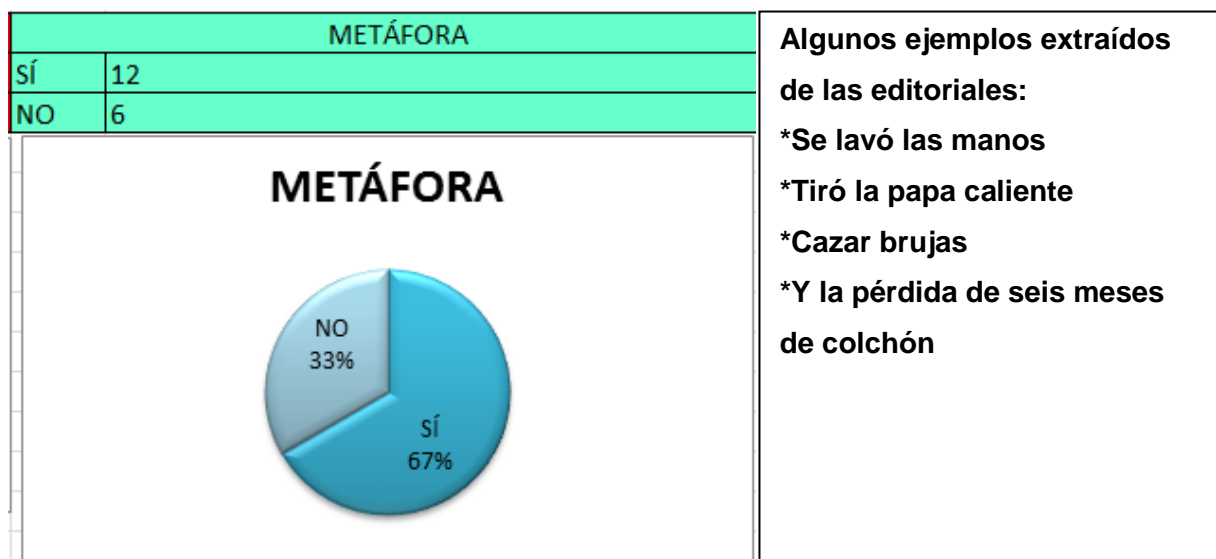 METÁFORA
SÍ 12
NO 6
METÁFORA
NO
33%
SÍ
67%
Algunos ejemplos extraídos
de las editoriales:
*Se lavó las manos
*Tiró la papa caliente
*Cazar brujas
*Y la pérdida de seis meses
de colchón